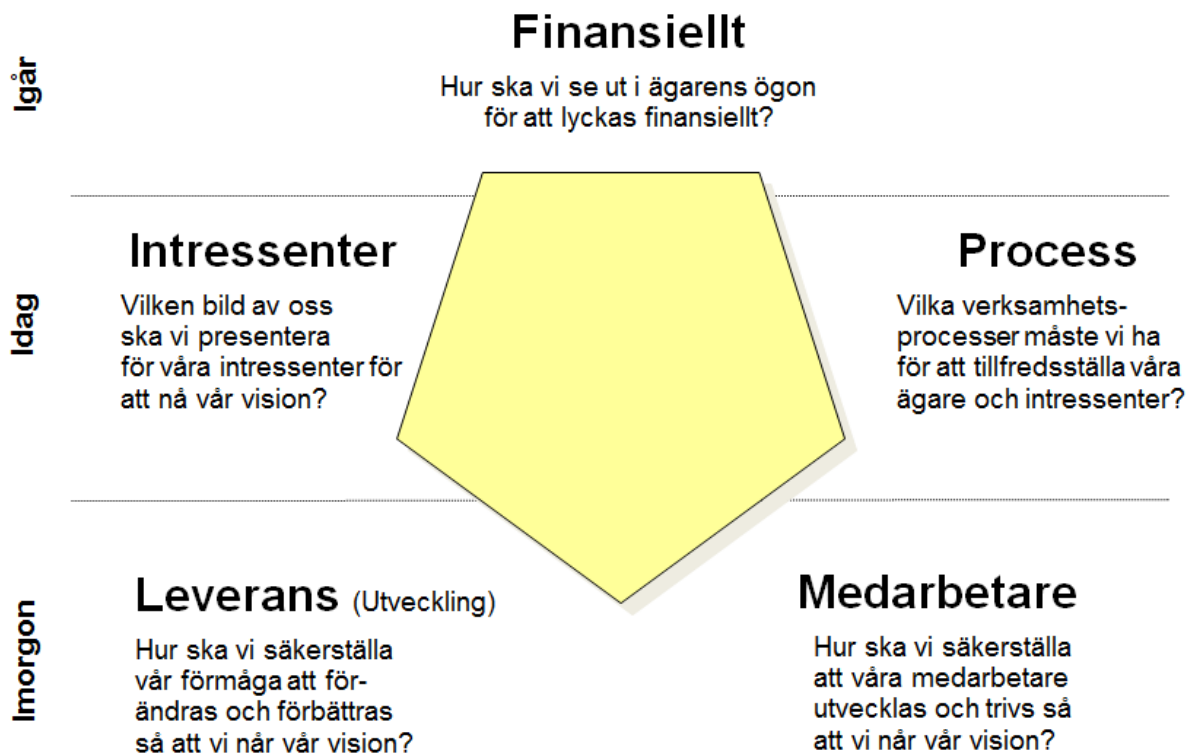 Igår
Finansiellt
Hur ska vi se ut i ägarens ögon
för att lyckas finansiellt?
Idag
Intressenter
Vilken bild av oss
ska vi presentera
för våra intressenter för
att nå vår vision?
Process
Vilka verksamhets-
processer måste vi ha
för att tillfredsställa våra
ägare och intressenter?
Imorgon
Leverans (Utveckling)
Hur ska vi säkerställa
vår förmåga att för-
ändras och förbättras
så att vi når vår vision?
Medarbetare
Hur ska vi säkerställa
att våra medarbetare
utvecklas och trivs så
att vi når vår vision?